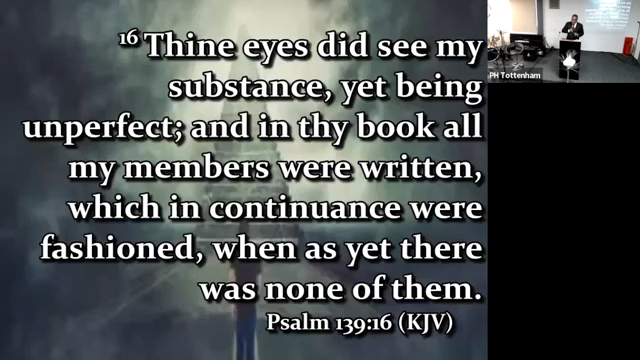 16 Thine eyes did see my
substance, yet being
unperfect; and in thy book all
my members were written,
which in continuance were
fashioned, when as yet there
was none of them.
Psalm 139:16 (KJV)
PH Tottenham